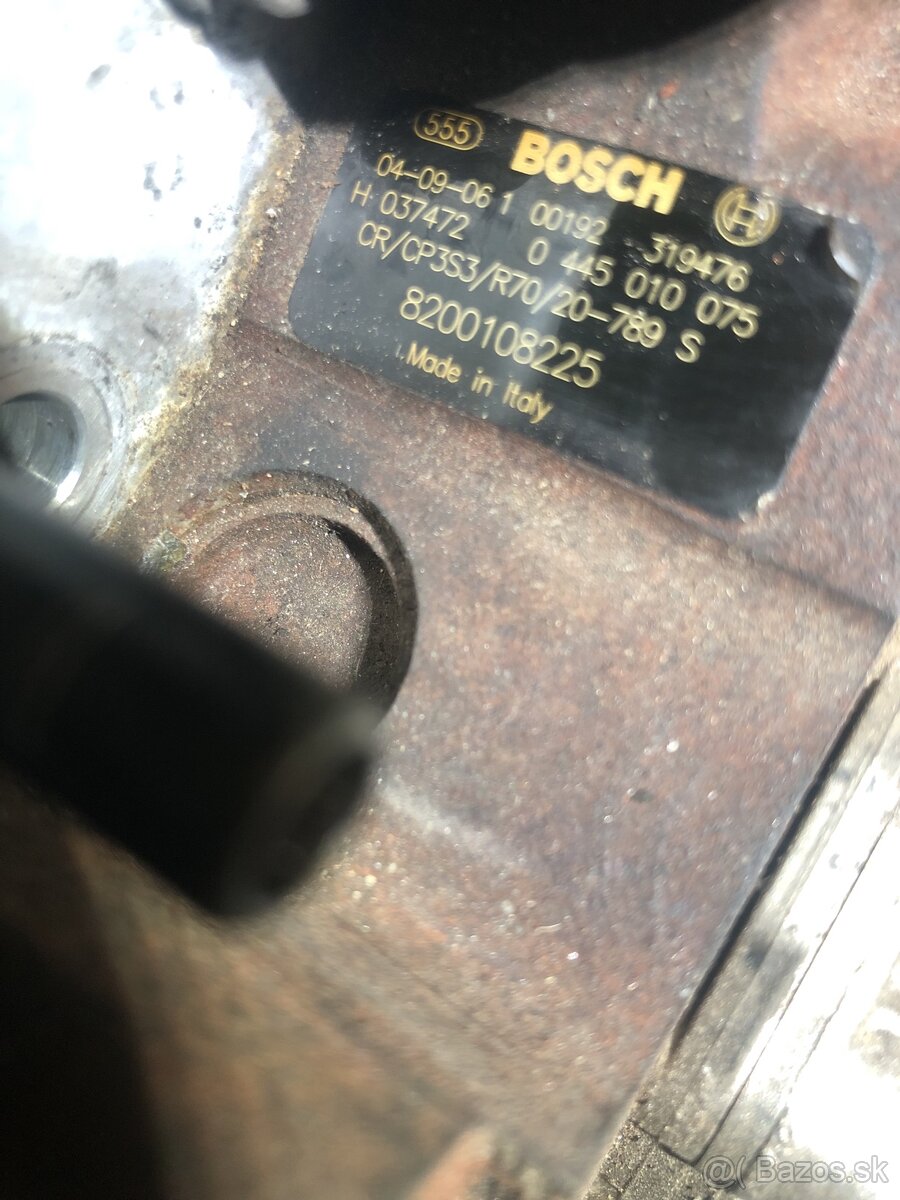 555 BOSCH
04-09-06 1 00192 319476
H 037472 0 445 010 075
CR/CP3S3/R70/20-789 S
8200108225
Made in Italy
@( Bazos.sk